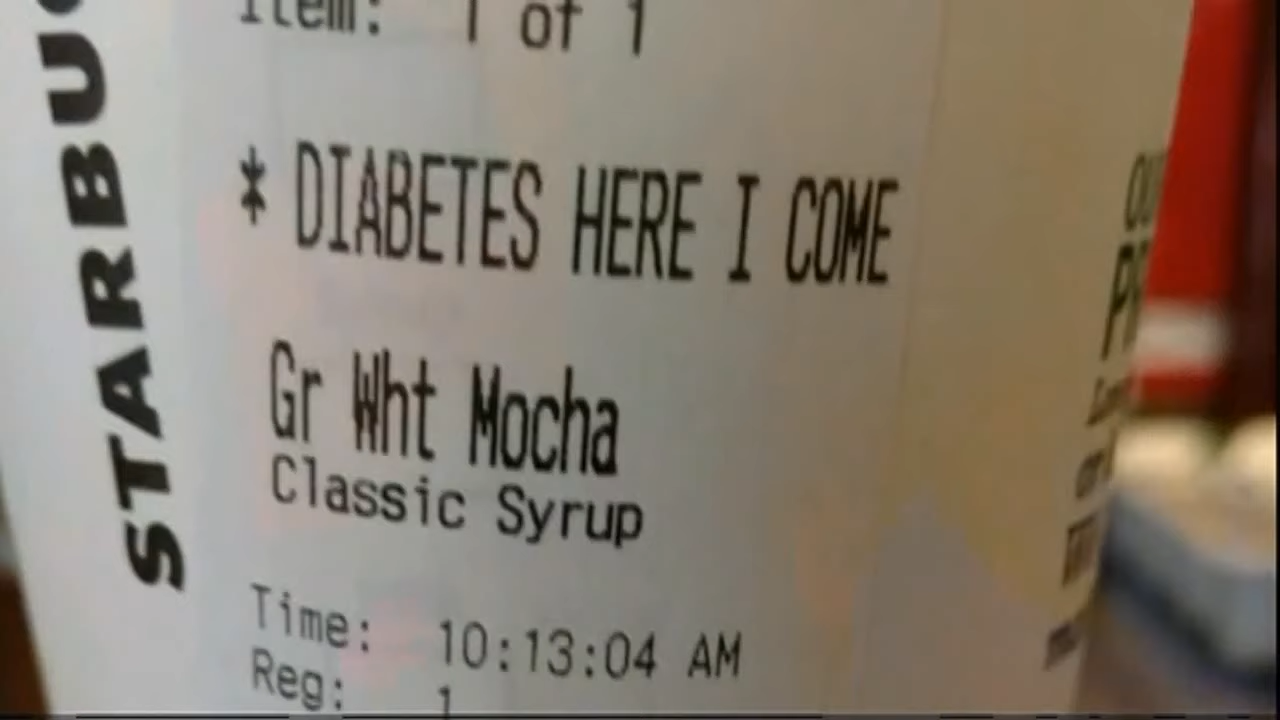 Item: 1 of 1
* DIABETES HERE I COME
Gr Wht Mocha
Classic Syrup
Time: 10:13:04 AM
Reg: 1
STARBUC